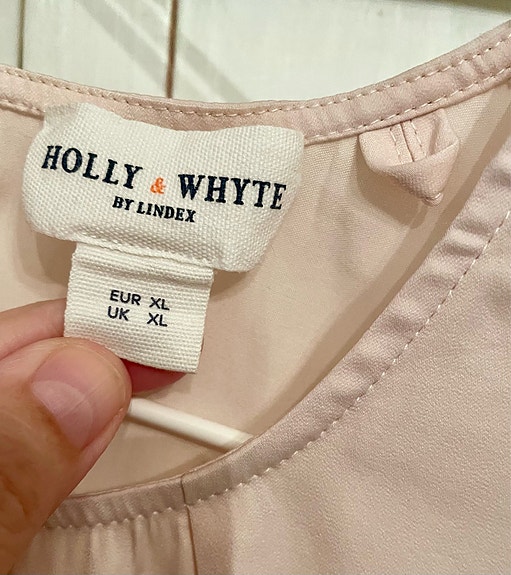 HOLLY & WHYTE
BY LINDEX
EUR XL
UK XL